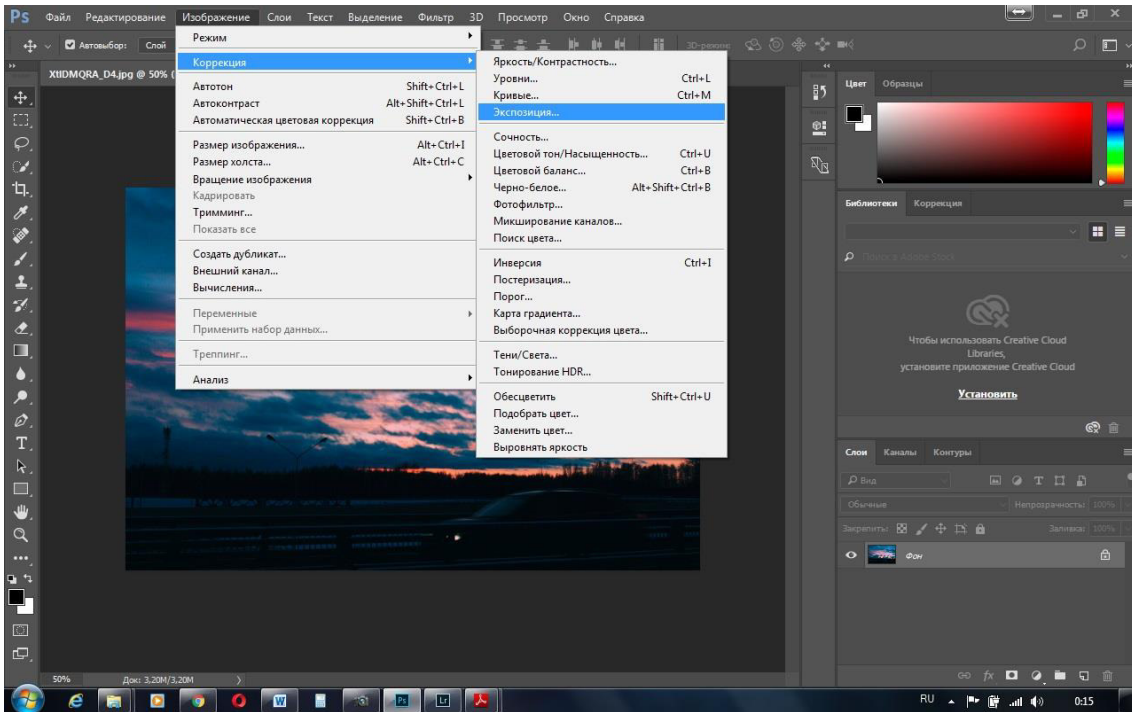 Ps Файл Редактирование Изображение Слои Текст Выделение Фильтр 3D Просмотр Окно Справка
Автовыбор: Слой 3D-режим:
XtIDMQRA_D4.jpg @ 50% (
Режим
Коррекция
Автотон Shift+Ctrl+L
Автоконтраст Alt+Shift+Ctrl+L
Автоматическая цветовая коррекция Shift+Ctrl+B
Размер изображения... Alt+Ctrl+I
Размер холста... Alt+Ctrl+C
Вращение изображения
Кадрировать
Тримминг...
Показать все
Создать дубликат...
Внешний канал...
Вычисления...
Переменные
Применить набор данных...
Треппинг...
Анализ
Яркость/Контрастность...
Уровни... Ctrl+L
Кривые... Ctrl+M
Экспозиция...
Сочность...
Цветовой тон/Насыщенность... Ctrl+U
Цветовой баланс... Ctrl+B
Черно-белое... Alt+Shift+Ctrl+B
Фотофильтр...
Микширование каналов...
Поиск цвета...
Инверсия Ctrl+I
Постеризация...
Порог...
Карта градиента...
Выборочная коррекция цвета...
Тени/Света...
Тонирование HDR...
Обесцветить Shift+Ctrl+U
Подобрать цвет...
Заменить цвет...
Выровнять яркость
Цвет Образцы
Библиотеки Коррекция
Поиск в Adobe Stock
Чтобы использовать Creative Cloud
Libraries,
установите приложение Creative Cloud
Установить
Слои Каналы Контуры
Вид
Обычные Непрозрачность: 100%
Закрепить: Заливка: 100%
Фон
fx
50% Док: 3,20M/3,20M
W Ps Lr RU 0:15